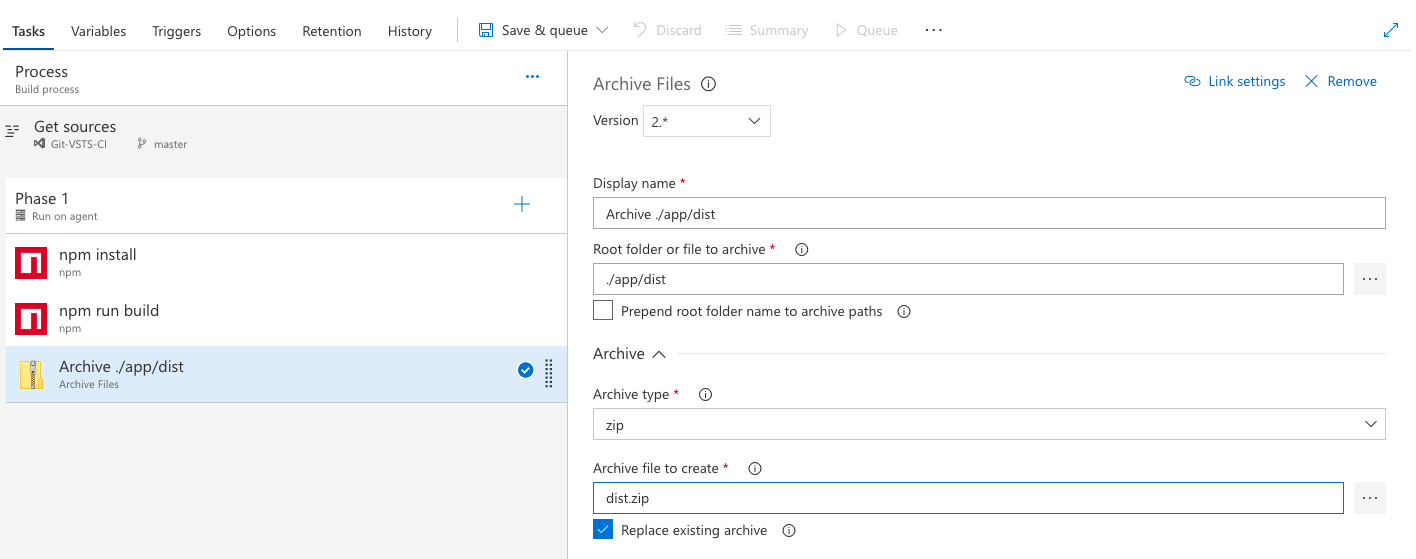 Tasks Variables Triggers Options Retention History Save & queue Discard Summary Queue ...
Process ...
Build process
Get sources
Git-VSTS-CI master
Phase 1
Run on agent
npm install
npm
npm run build
npm
Archive ./app/dist
Archive Files
Archive Files Link settings Remove
Version 2.*
Display name *
Archive ./app/dist
Root folder or file to archive *
./app/dist ...
Prepend root folder name to archive paths
Archive
Archive type *
zip
Archive file to create *
dist.zip ...
Replace existing archive